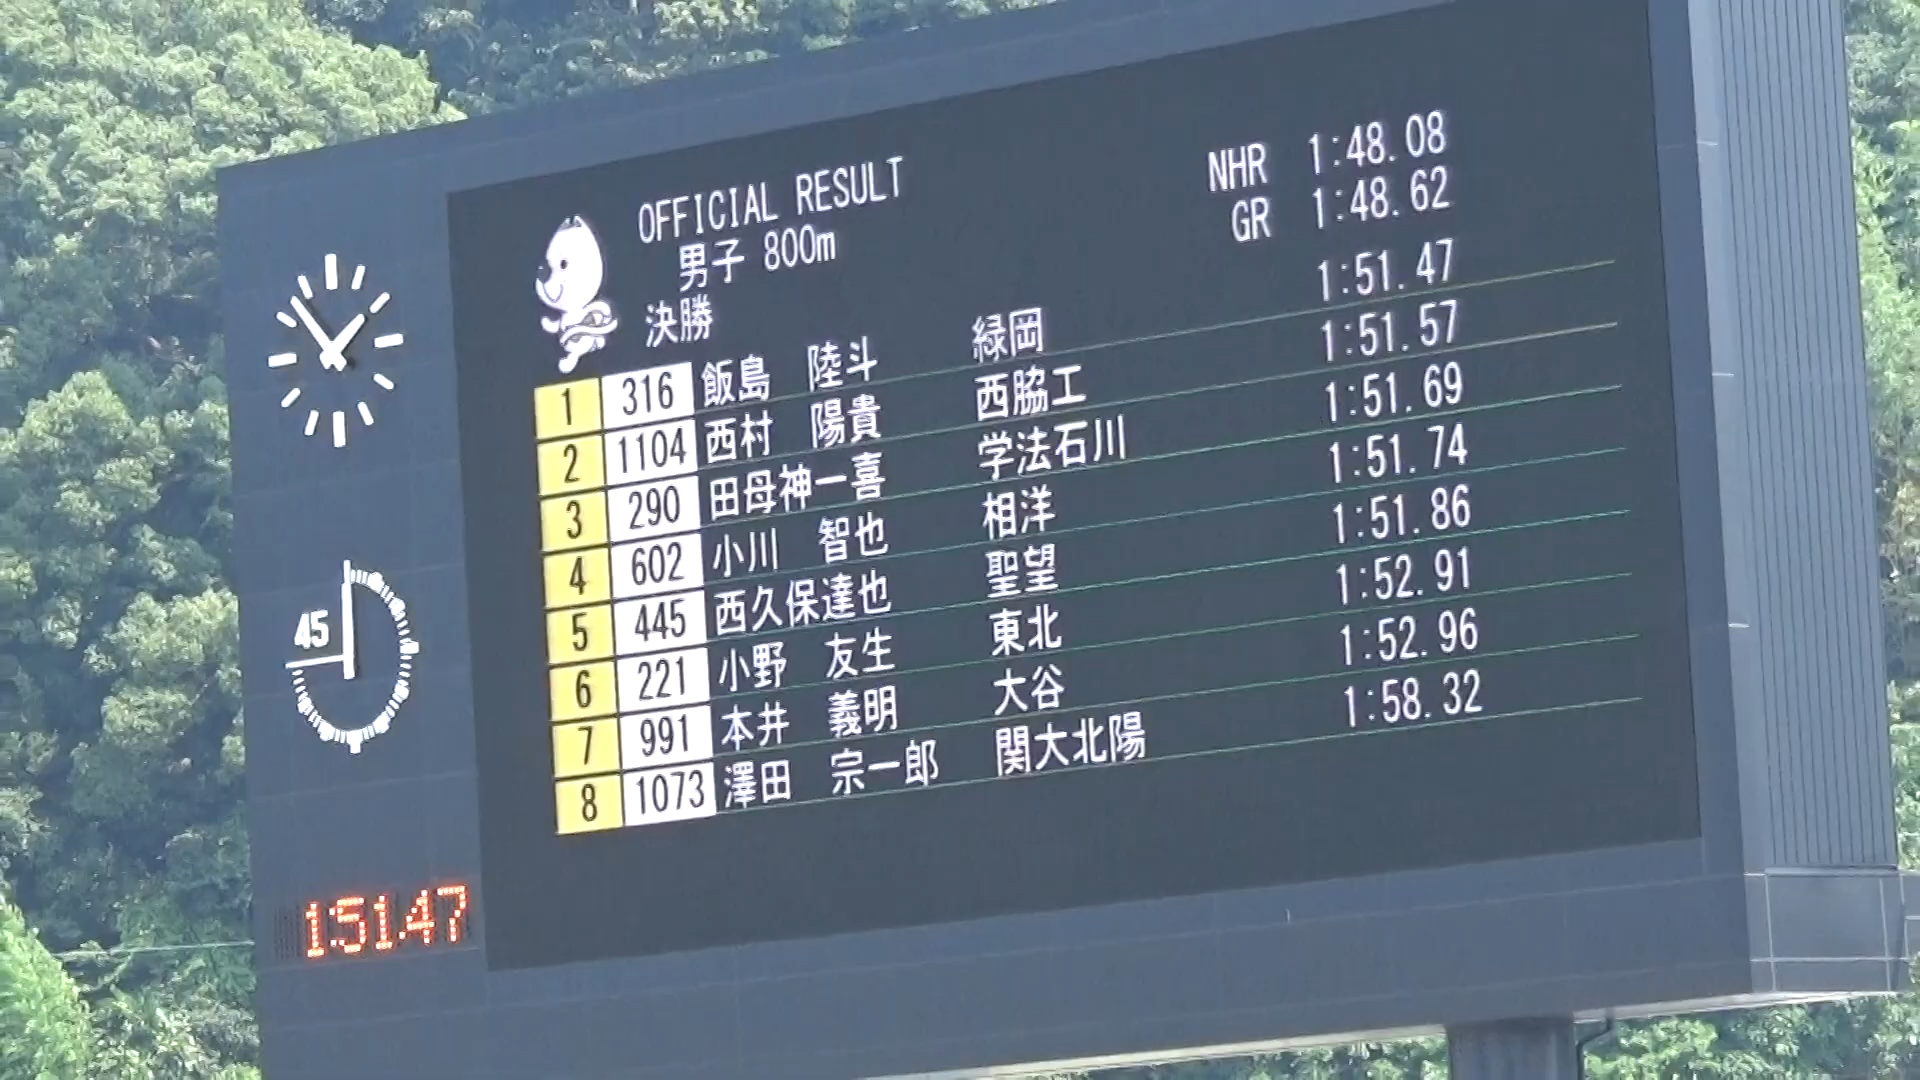 OFFICIAL RESULT
男子 800m
決勝
NHR 1:48.08
GR 1:48.62
1 316 飯島 陸斗 緑岡 1:51.47
2 1104 西村 陽貴 西脇工 1:51.57
3 290 田母神一喜 学法石川 1:51.69
4 602 小川 智也 相洋 1:51.74
5 445 西久保達也 聖望 1:51.86
6 221 小野 友生 東北 1:52.91
7 991 本井 義明 大谷 1:52.96
8 1073 澤田 宗一郎 関大北陽 1:58.32
45
1:51.47